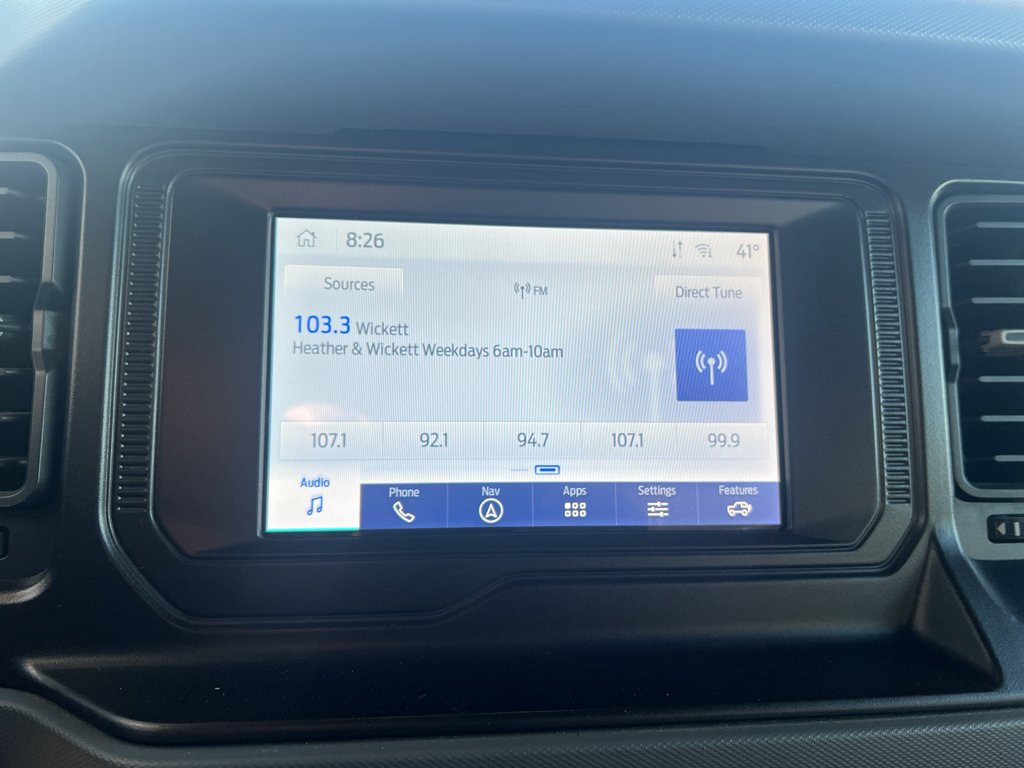 8:26 41°
Sources FM Direct Tune
103.3 Wickett
Heather & Wickett Weekdays 6am-10am
107.1 92.1 94.7 107.1 99.9
Audio Phone Nav Apps Settings Features